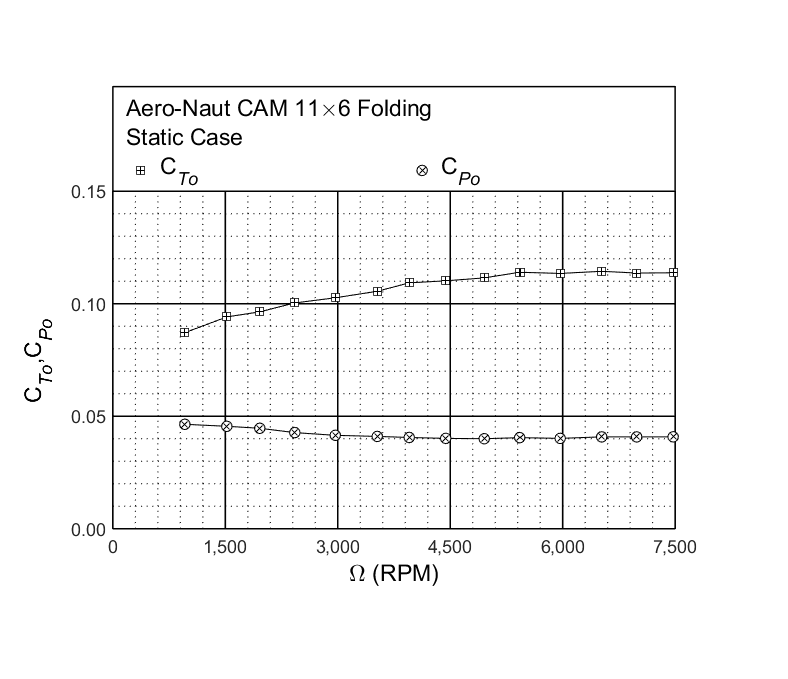 Aero-Naut CAM 11×6 Folding
Static Case
C_To C_Po
0.15
0.10
0.05
0.00
C_To, C_Po
0 1,500 3,000 4,500 6,000 7,500
Ω (RPM)